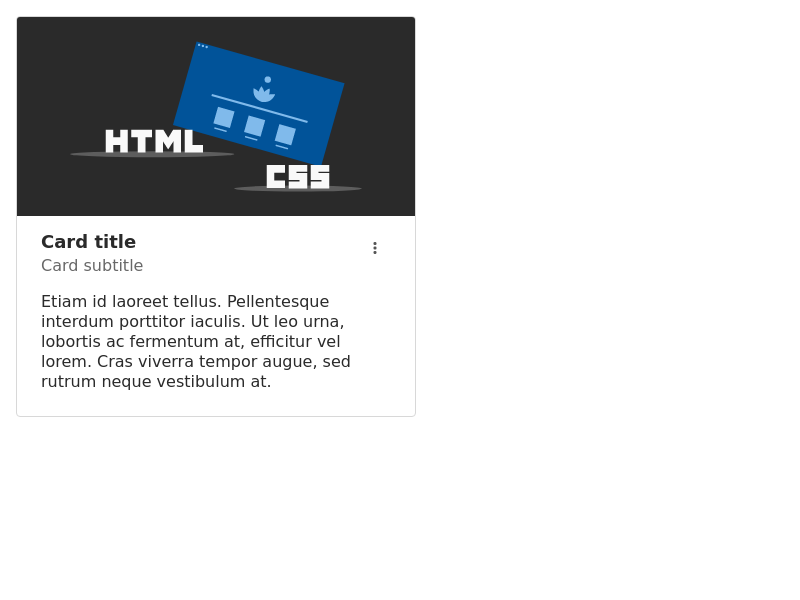 HTML
CSS
Card title
Card subtitle
Etiam id laoreet tellus. Pellentesque
interdum porttitor iaculis. Ut leo urna,
lobortis ac fermentum at, efficitur vel
lorem. Cras viverra tempor augue, sed
rutrum neque vestibulum at.